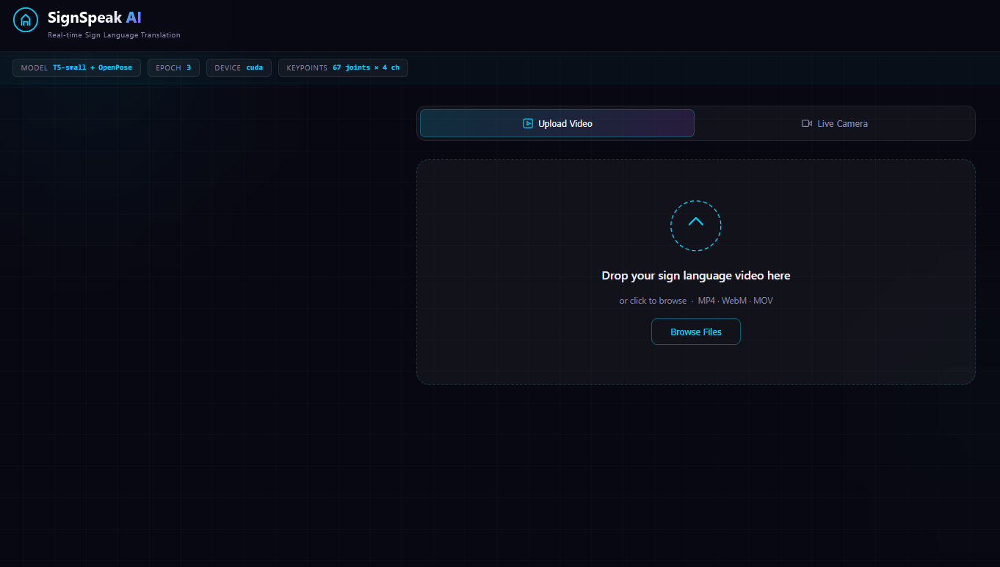 SignSpeak AI
Real-time Sign Language Translation
MODEL T5-small + OpenPose EPOCH 3 DEVICE cuda KEYPOINTS 67 joints × 4 ch
Upload Video Live Camera
Drop your sign language video here
or click to browse · MP4 · WebM · MOV
Browse Files